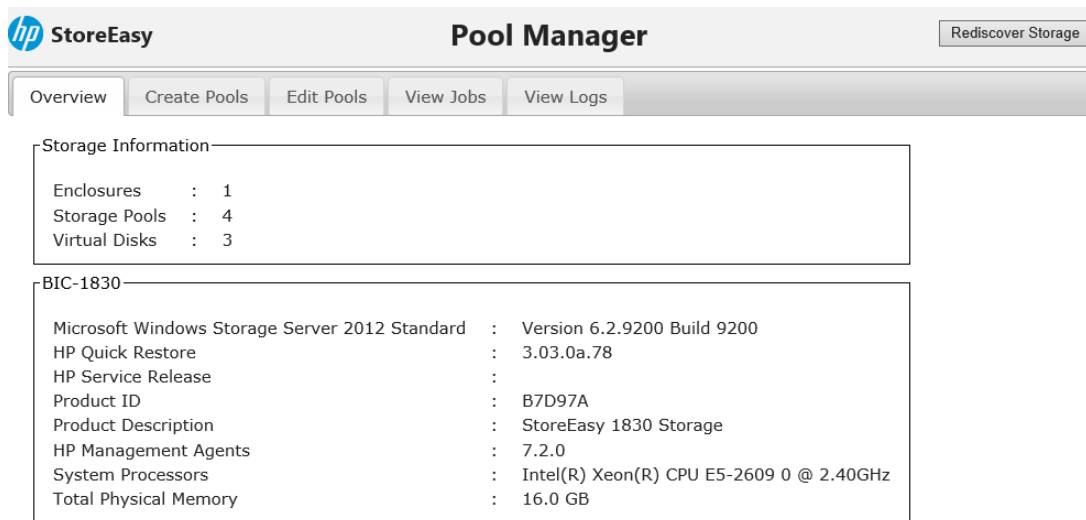 hp StoreEasy
Pool Manager
Rediscover Storage
Overview
Create Pools
Edit Pools
View Jobs
View Logs
Storage Information
Enclosures : 1
Storage Pools : 4
Virtual Disks : 3
BIC-1830
Microsoft Windows Storage Server 2012 Standard : Version 6.2.9200 Build 9200
HP Quick Restore : 3.03.0a.78
HP Service Release :
Product ID : B7D97A
Product Description : StoreEasy 1830 Storage
HP Management Agents : 7.2.0
System Processors : Intel(R) Xeon(R) CPU E5-2609 0 @ 2.40GHz
Total Physical Memory : 16.0 GB